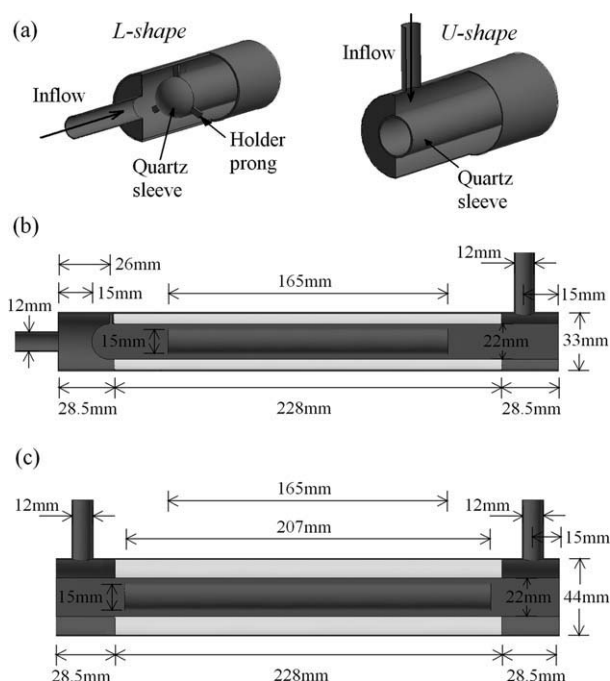 (a)
L-shape
U-shape
Inflow
Inflow
Quartz
sleeve
Holder
prong
Quartz
sleeve
(b)
26mm
15mm
12mm
165mm
12mm
15mm
15mm
22mm
33mm
28.5mm
228mm
28.5mm
(c)
165mm
207mm
12mm
12mm
15mm
15mm
22mm
44mm
28.5mm
228mm
28.5mm